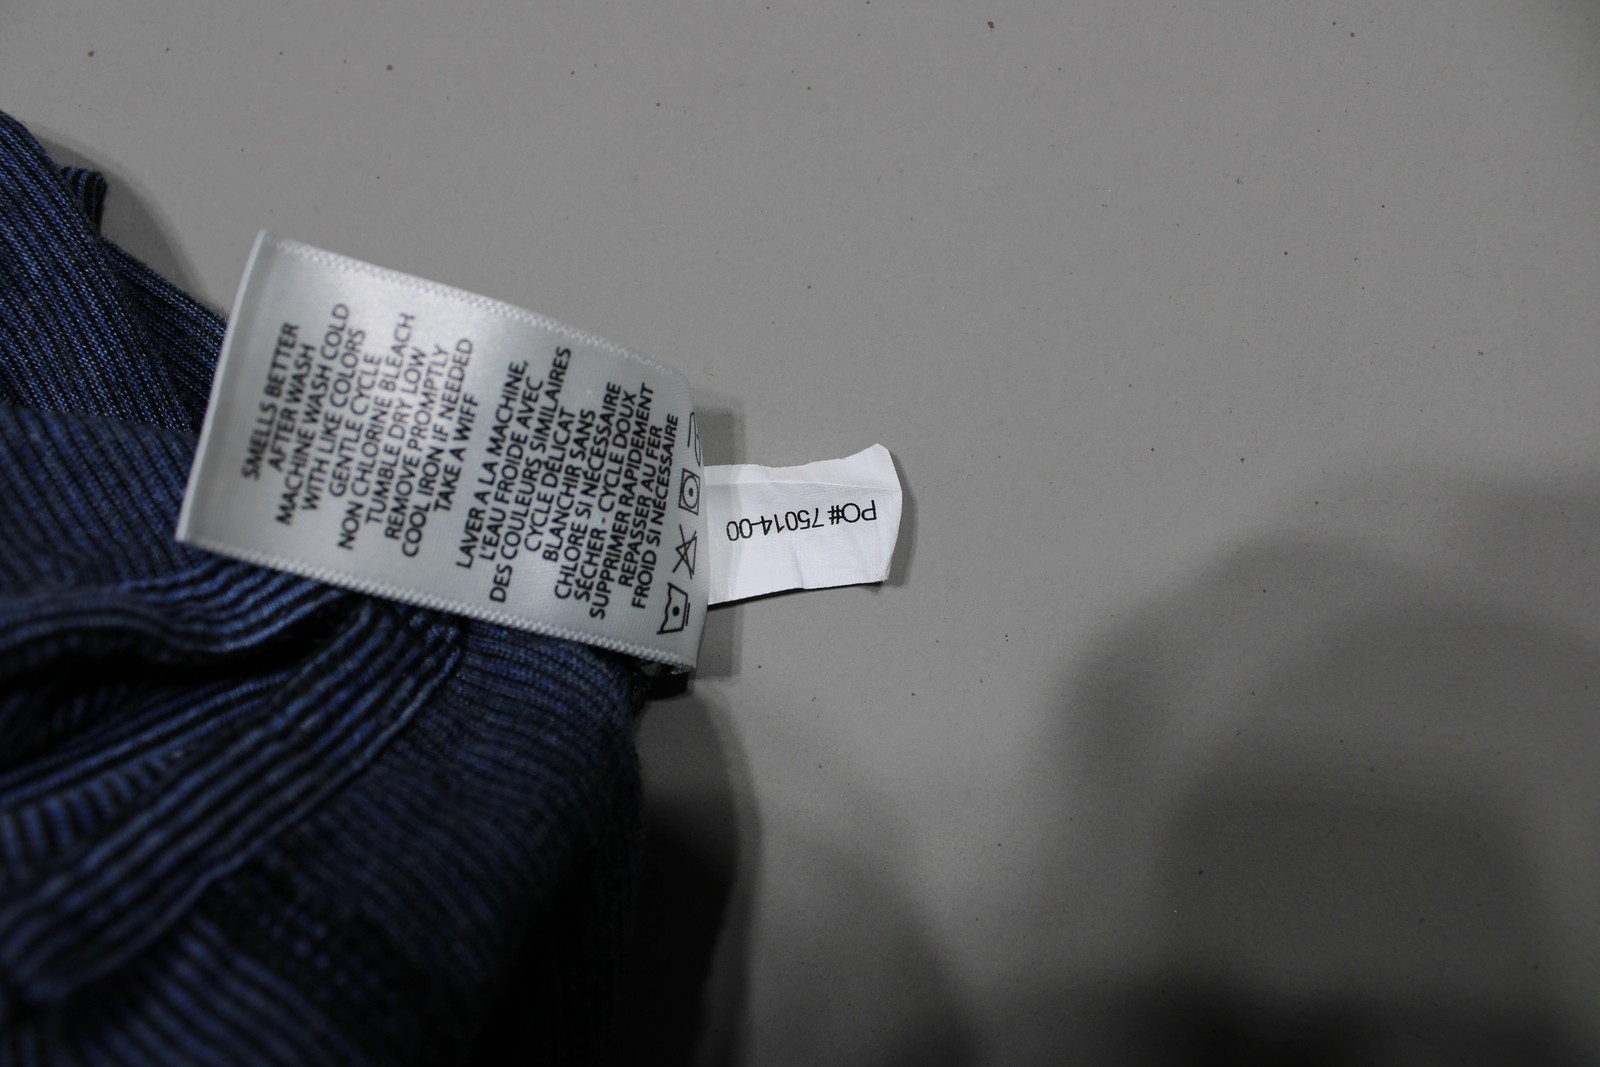 SMELLS BETTER
AFTER WASH
MACHINE WASH COLD
WITH LIKE COLORS
GENTLE CYCLE
NON CHLORINE BLEACH
TUMBLE DRY LOW
REMOVE PROMPTLY
COOL IRON IF NEEDED
TAKE A WIFF
LAVER A LA MACHINE,
L'EAU FROIDE AVEC
DES COULEURS SIMILAIRES
CYCLE DÉLICAT
BLANCHIR SANS
CHLORE SI NÉCESSAIRE
SÉCHER - CYCLE DOUX
SUPPRIMER RAPIDEMENT
REPASSER AU FER
FROID SI NÉCESSAIRE
PO# 75014-00